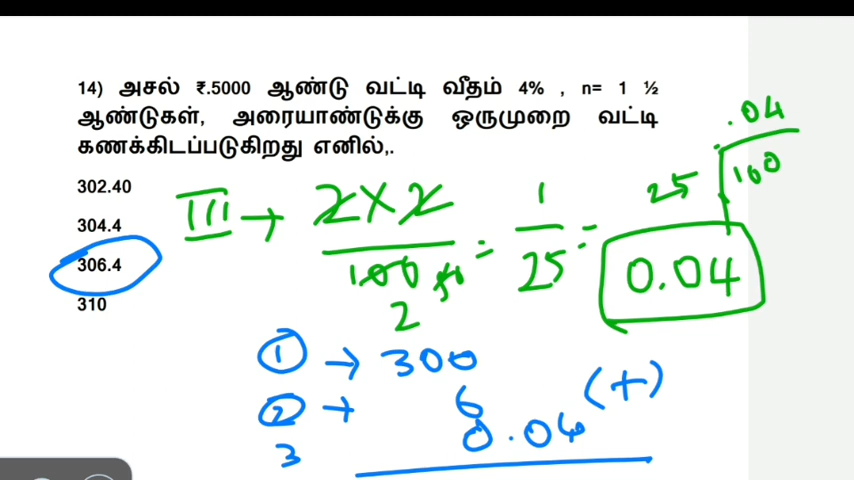 14) அசல் ₹.5000 ஆண்டு வட்டி வீதம் 4% , n= 1 ½
ஆண்டுகள், அரையாண்டுக்கு ஒருமுறை வட்டி
கணக்கிடப்படுகிறது எனில்,.
302.40
304.4
306.4
310
III → 2 X 2 / 100 50 2 = 1 / 25 = 0.04
.04
25 100
1 → 300
2 → 6 (+)
3 0.04